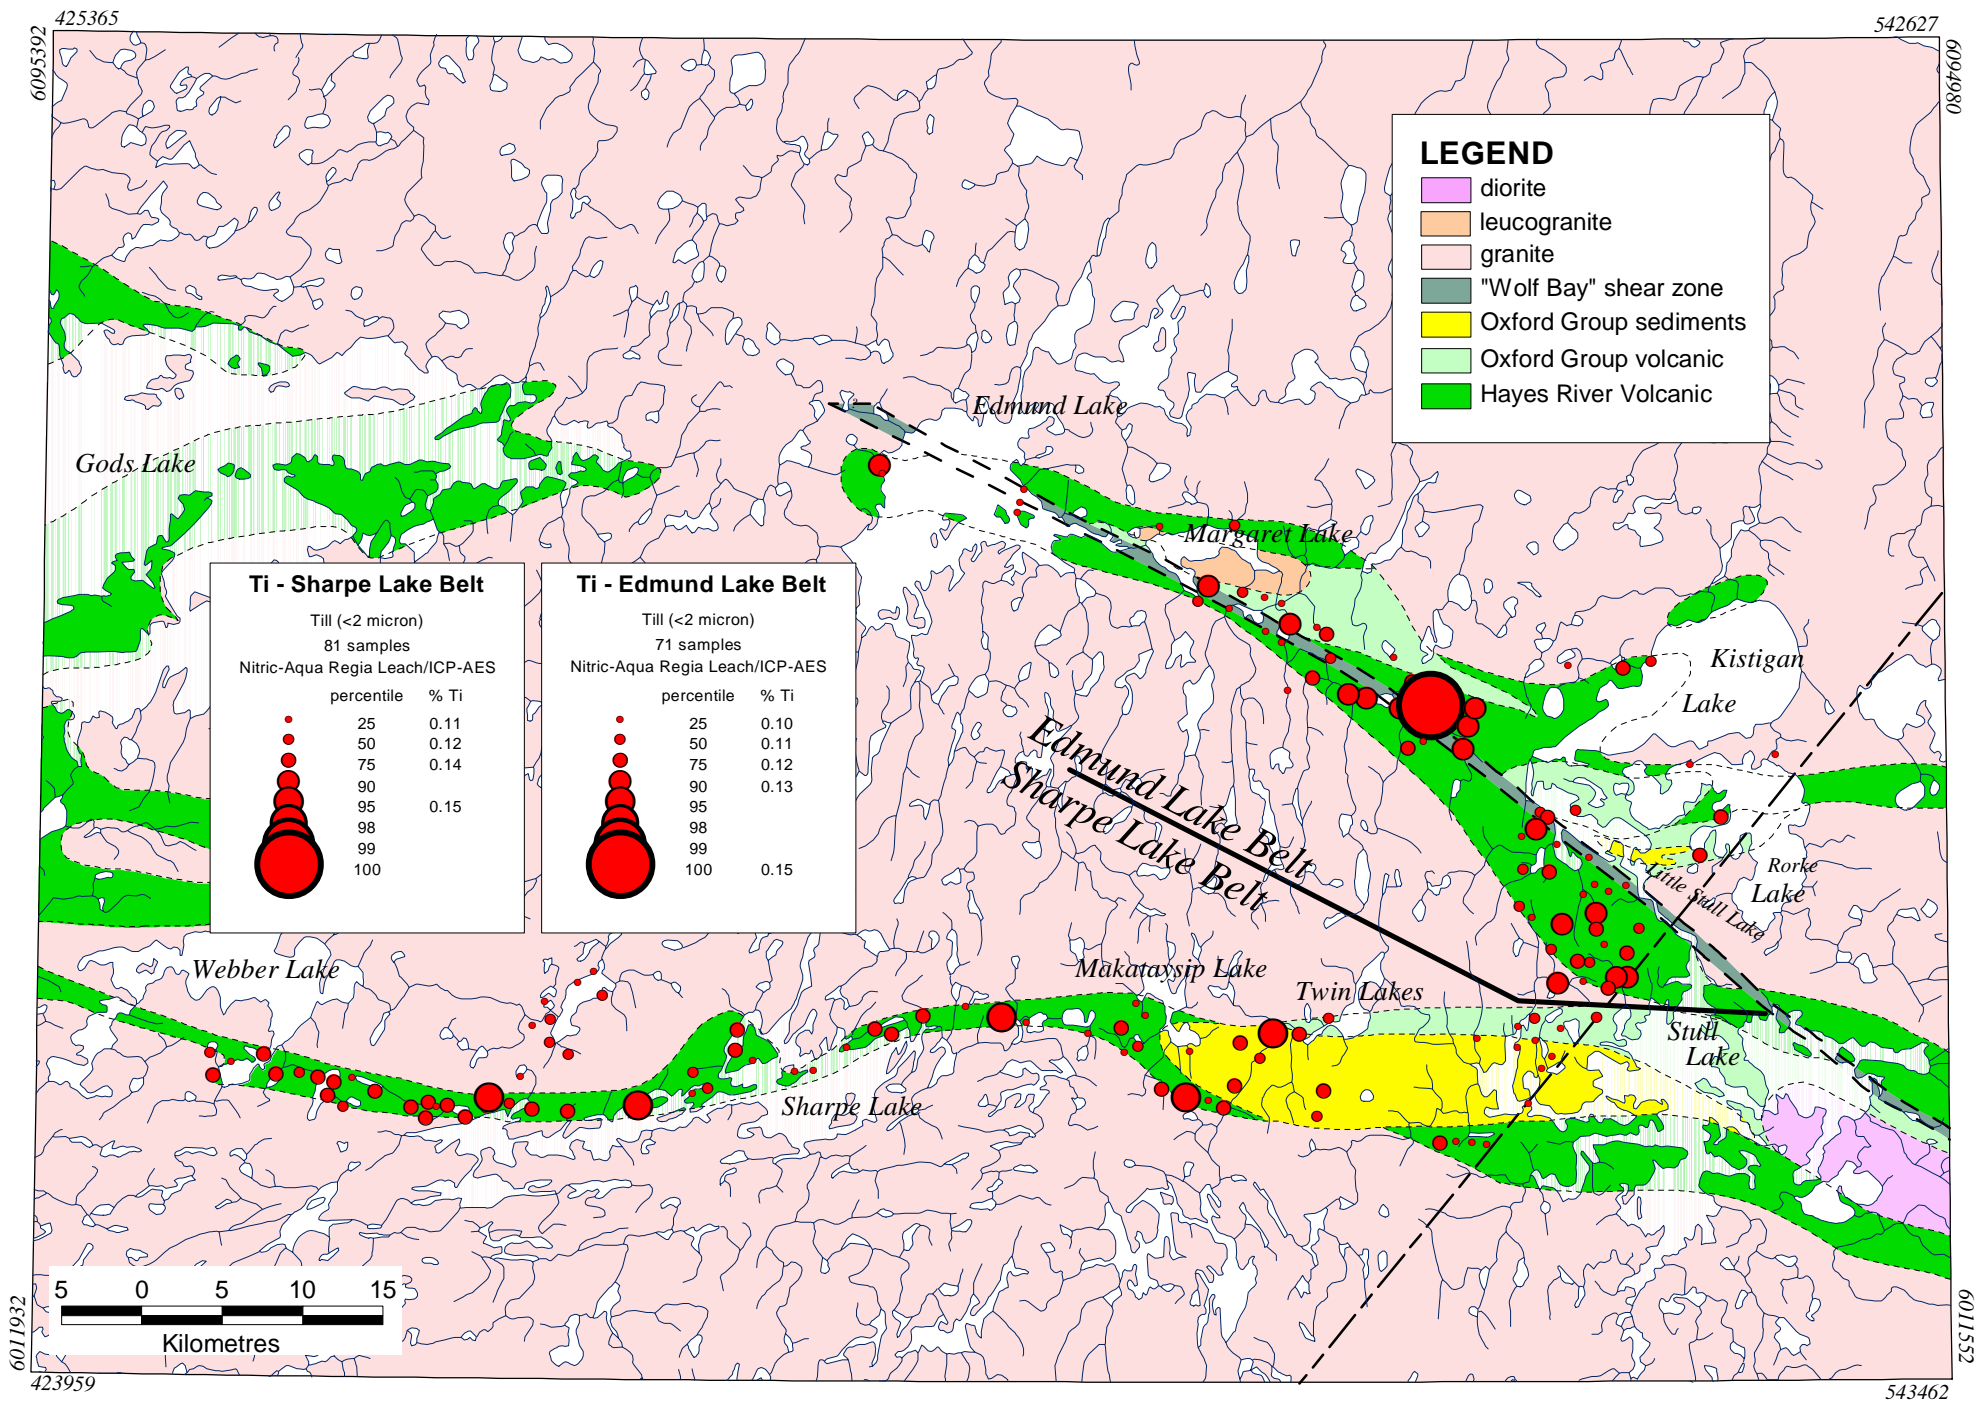 425365
542627
6095392
6094980
LEGEND
diorite
leucogranite
granite
"Wolf Bay" shear zone
Oxford Group sediments
Oxford Group volcanic
Hayes River Volcanic
Edmund Lake
Gods Lake
Margaret Lake
Kistigan
Lake
Ti - Sharpe Lake Belt
Till (<2 micron)
81 samples
Nitric-Aqua Regia Leach/ICP-AES
percentile % Ti
25 0.11
50 0.12
75 0.14
90
95 0.15
98
99
100
Ti - Edmund Lake Belt
Till (<2 micron)
71 samples
Nitric-Aqua Regia Leach/ICP-AES
percentile % Ti
25 0.10
50 0.11
75 0.12
90 0.13
95
98
99
100 0.15
Edmund Lake Belt
Sharpe Lake Belt
Rorke
Lake
Little Stull Lake
Webber Lake
Makataysip Lake
Twin Lakes
Stull
Lake
Sharpe Lake
5 0 5 10 15
Kilometres
6011932
6011552
423959
543462